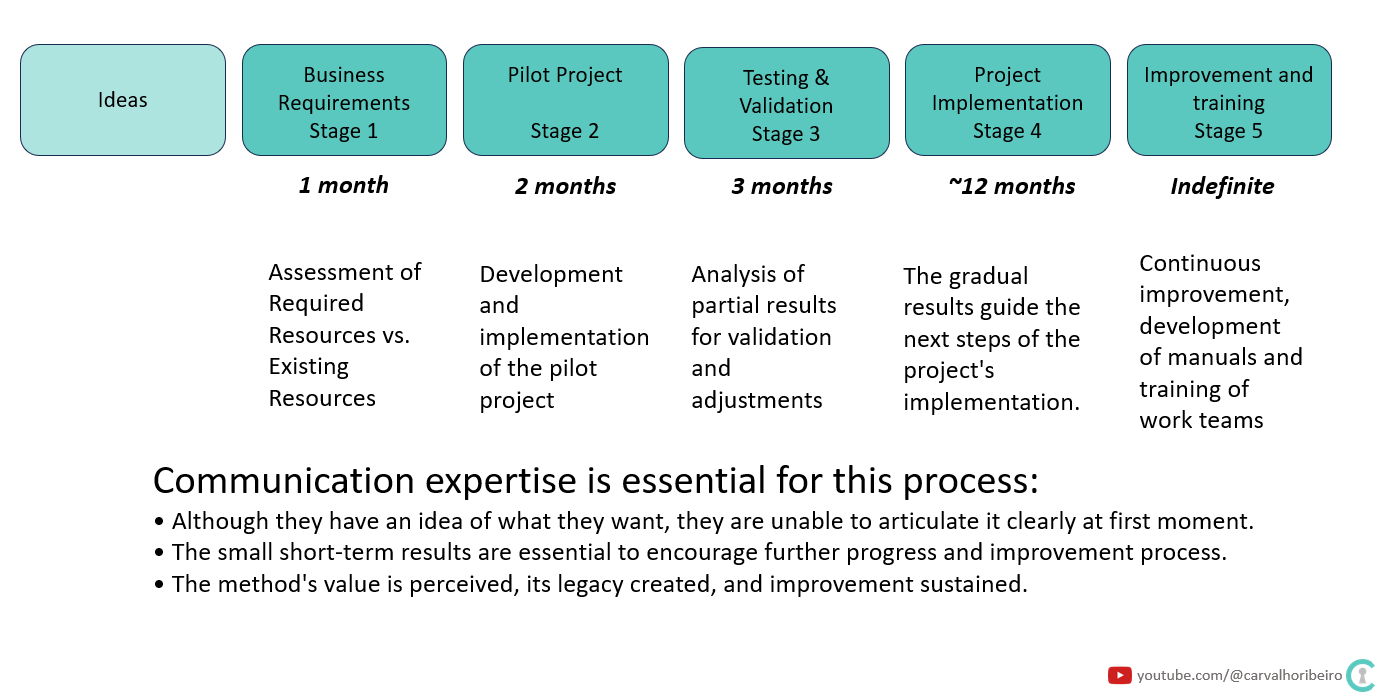 Ideas
Business
Requirements
Stage 1
Pilot Project
Stage 2
Testing &
Validation
Stage 3
Project
Implementation
Stage 4
Improvement and
training
Stage 5
1 month
2 months
3 months
~12 months
Indefinite
Assessment of
Required
Resources vs.
Existing
Resources
Development
and
implementation
of the pilot
project
Analysis of
partial results
for validation
and
adjustments
The gradual
results guide the
next steps of the
project's
implementation.
Continuous
improvement,
development
of manuals and
training of
work teams
Communication expertise is essential for this process:
• Although they have an idea of what they want, they are unable to articulate it clearly at first moment.
• The small short-term results are essential to encourage further progress and improvement process.
• The method's value is perceived, its legacy created, and improvement sustained.
youtube.com/@carvalhoribeiro